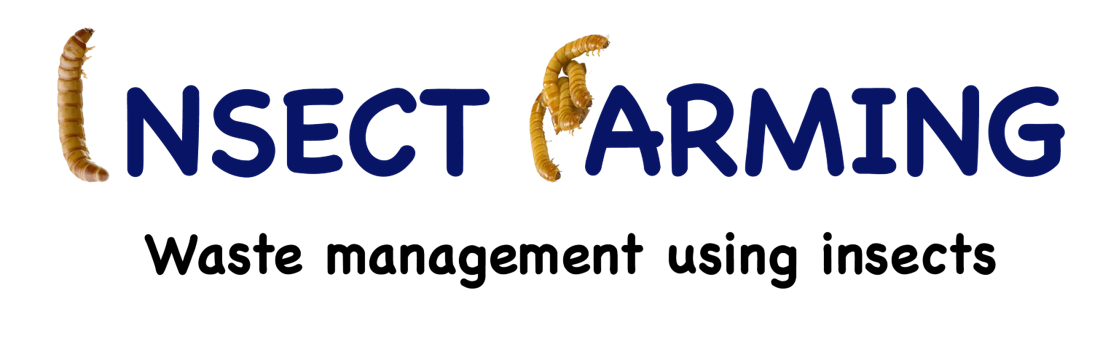 INSECT FARMING
Waste management using insects